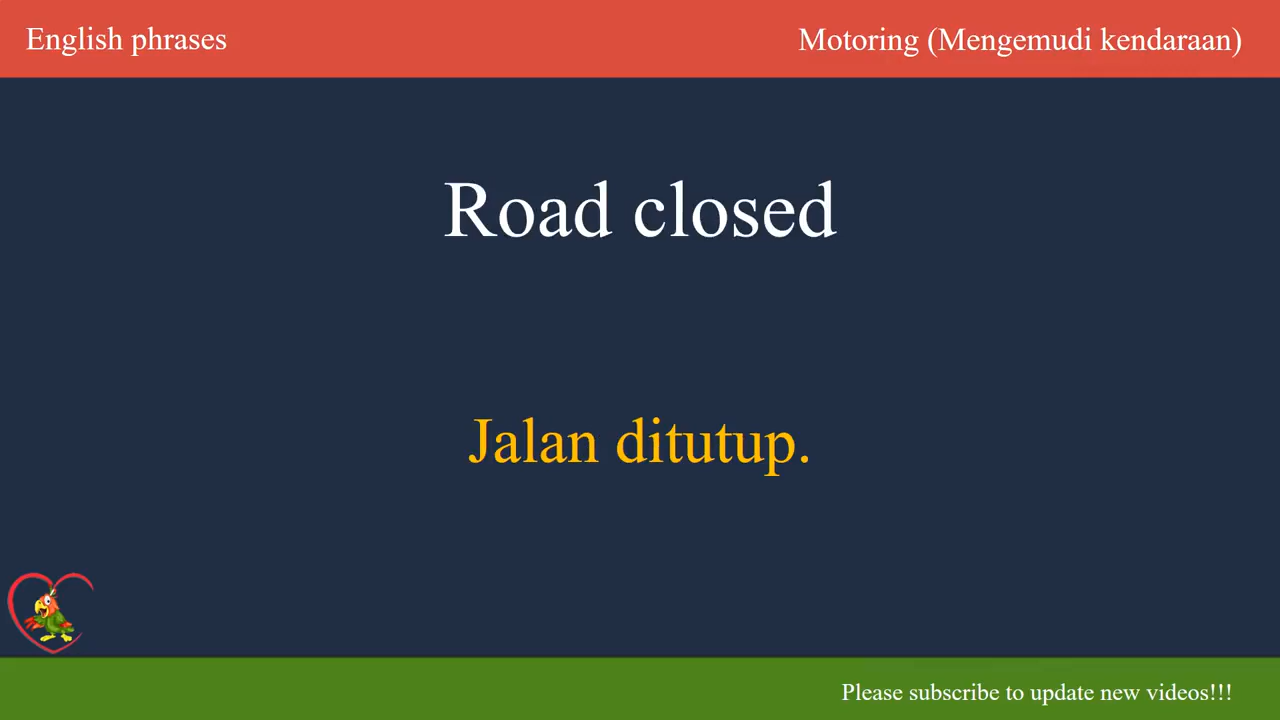 English phrases
Motoring (Mengemudi kendaraan)
Road closed
Jalan ditutup.
Please subscribe to update new videos!!!